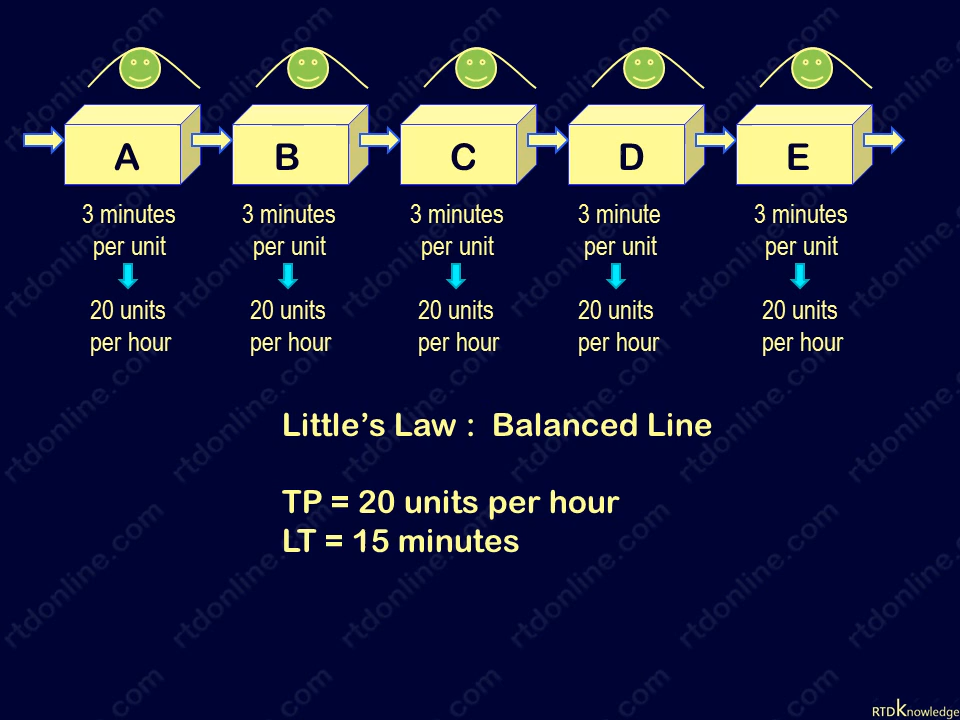 A
B
C
D
E
3 minutes
per unit
3 minutes
per unit
3 minutes
per unit
3 minute
per unit
3 minutes
per unit
20 units
per hour
20 units
per hour
20 units
per hour
20 units
per hour
20 units
per hour
Little’s Law :  Balanced Line
TP = 20 units per hour
LT = 15 minutes
rtdonline.com
RTDKnowledge